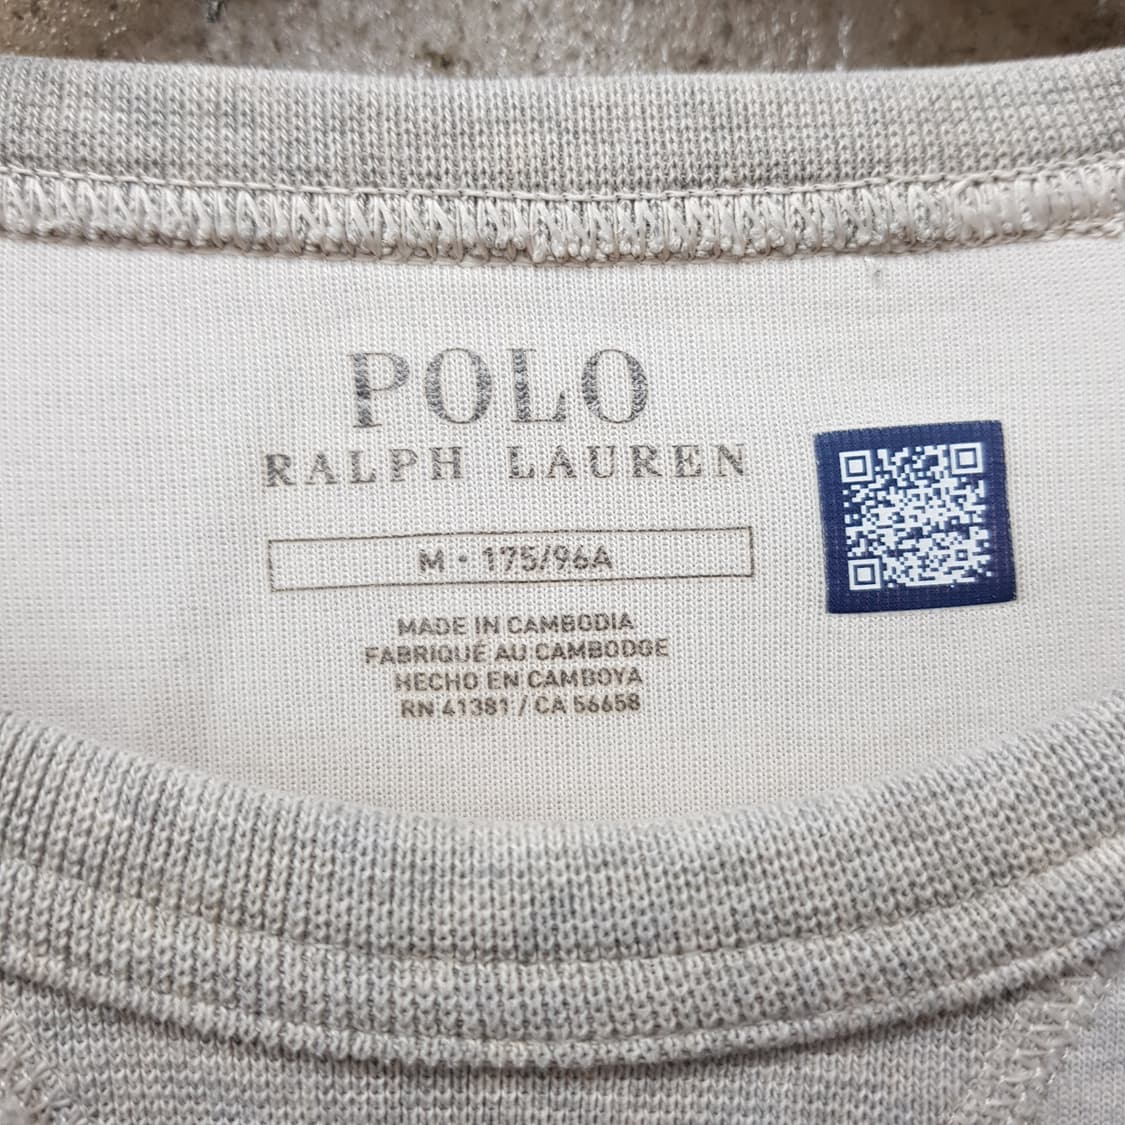 POLO
RALPH LAUREN
M • 175/96A
MADE IN CAMBODIA
FABRIQUÉ AU CAMBODGE
HECHO EN CAMBOYA
RN 41381 / CA 56658